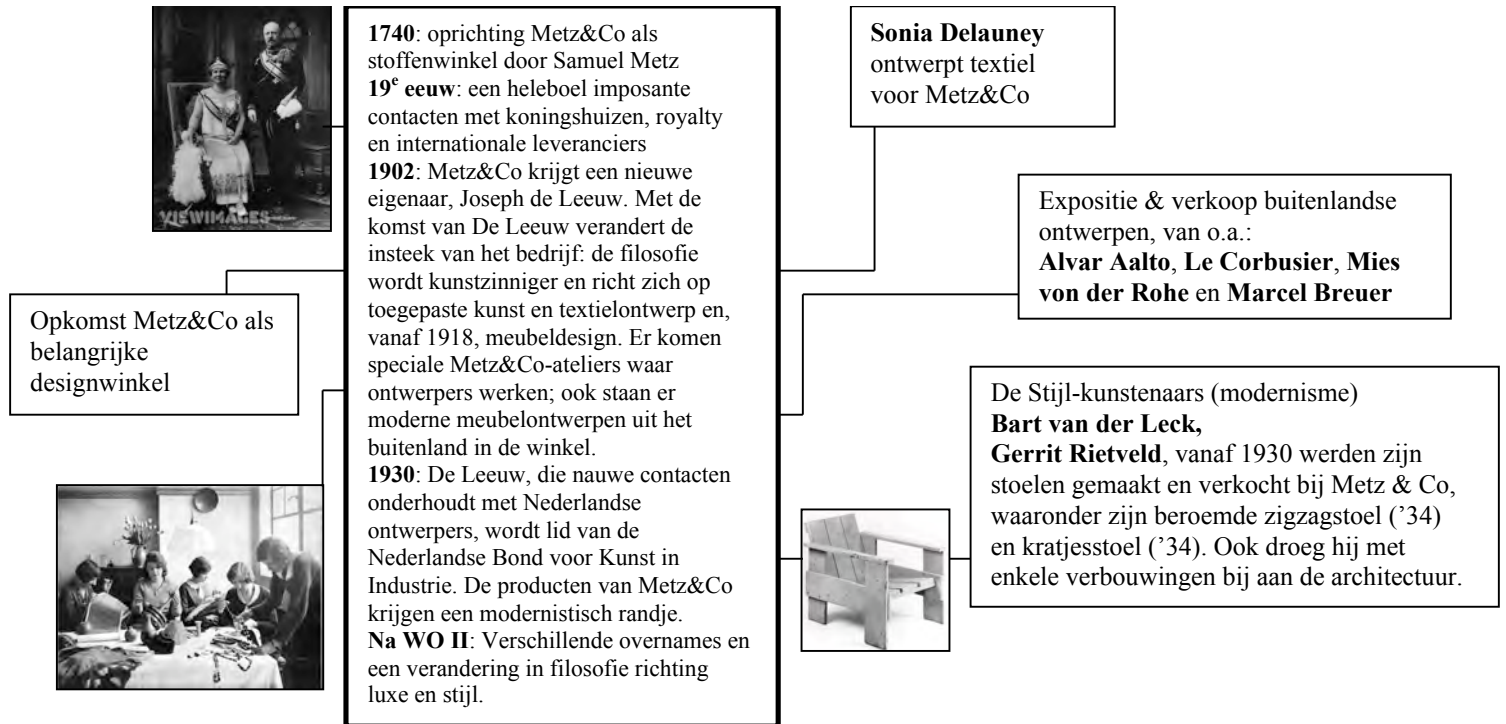 VIEWIMAGES
1740: oprichting Metz&Co als
stoffenwinkel door Samuel Metz
19e eeuw: een heleboel imposante
contacten met koningshuizen, royalty
en internationale leveranciers
1902: Metz&Co krijgt een nieuwe
eigenaar, Joseph de Leeuw. Met de
komst van De Leeuw verandert de
insteek van het bedrijf: de filosofie
wordt kunstzinniger en richt zich op
toegepaste kunst en textielontwerp en,
vanaf 1918, meubeldesign. Er komen
speciale Metz&Co-ateliers waar
ontwerpers werken; ook staan er
moderne meubelontwerpen uit het
buitenland in de winkel.
1930: De Leeuw, die nauwe contacten
onderhoudt met Nederlandse
ontwerpers, wordt lid van de
Nederlandse Bond voor Kunst in
Industrie. De producten van Metz&Co
krijgen een modernistisch randje.
Na WO II: Verschillende overnames en
een verandering in filosofie richting
luxe en stijl.
Opkomst Metz&Co als
belangrijke
designwinkel
Sonia Delauney
ontwerpt textiel
voor Metz&Co
Expositie & verkoop buitenlandse
ontwerpen, van o.a.:
Alvar Aalto, Le Corbusier, Mies
von der Rohe en Marcel Breuer
De Stijl-kunstenaars (modernisme)
Bart van der Leck,
Gerrit Rietveld, vanaf 1930 werden zijn
stoelen gemaakt en verkocht bij Metz & Co,
waaronder zijn beroemde zigzagstoel (’34)
en kratjesstoel (’34). Ook droeg hij met
enkele verbouwingen bij aan de architectuur.